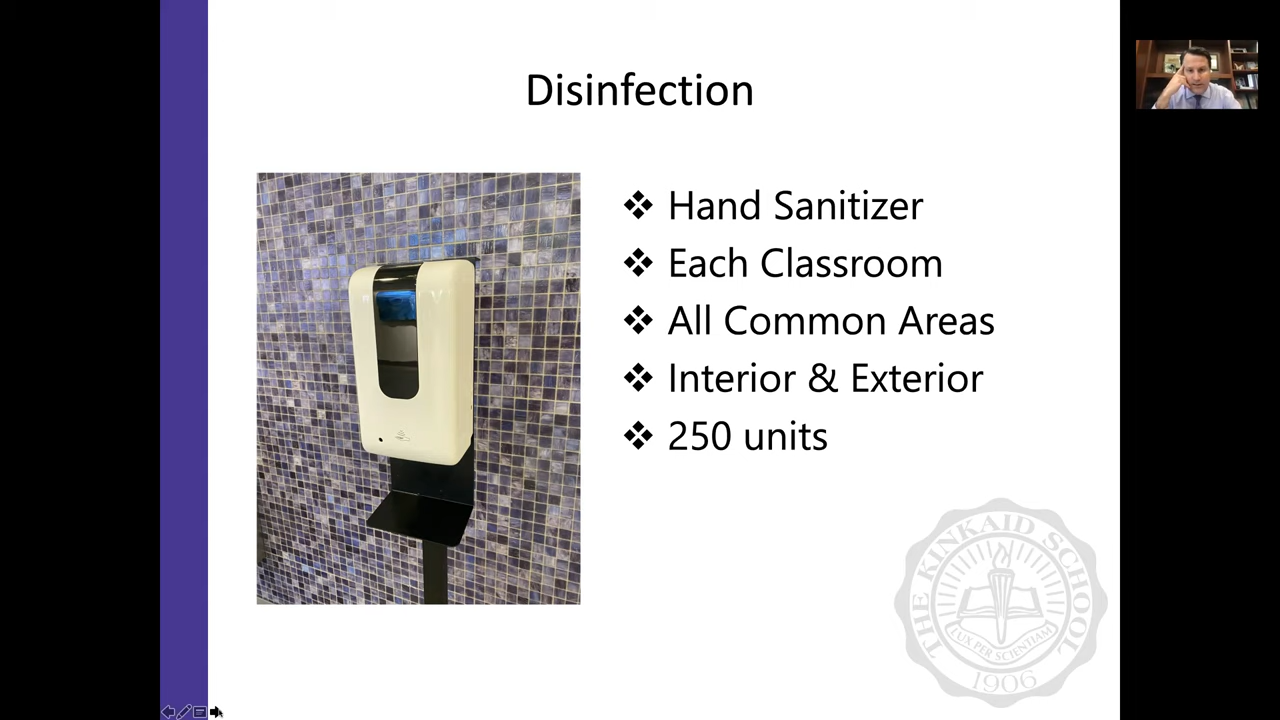 Disinfection
❖ Hand Sanitizer
❖ Each Classroom
❖ All Common Areas
❖ Interior & Exterior
❖ 250 units
THE KINKAID SCHOOL
LUX PER SCIENTIAM
1906